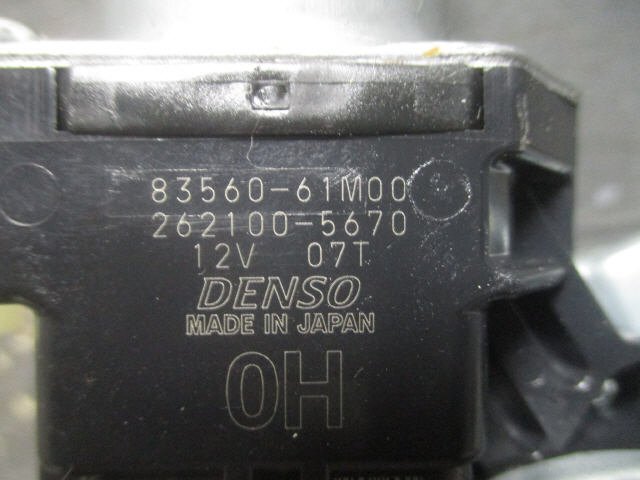 83560-61M00
262100-5670
12V 07T
DENSO
MADE IN JAPAN
0H